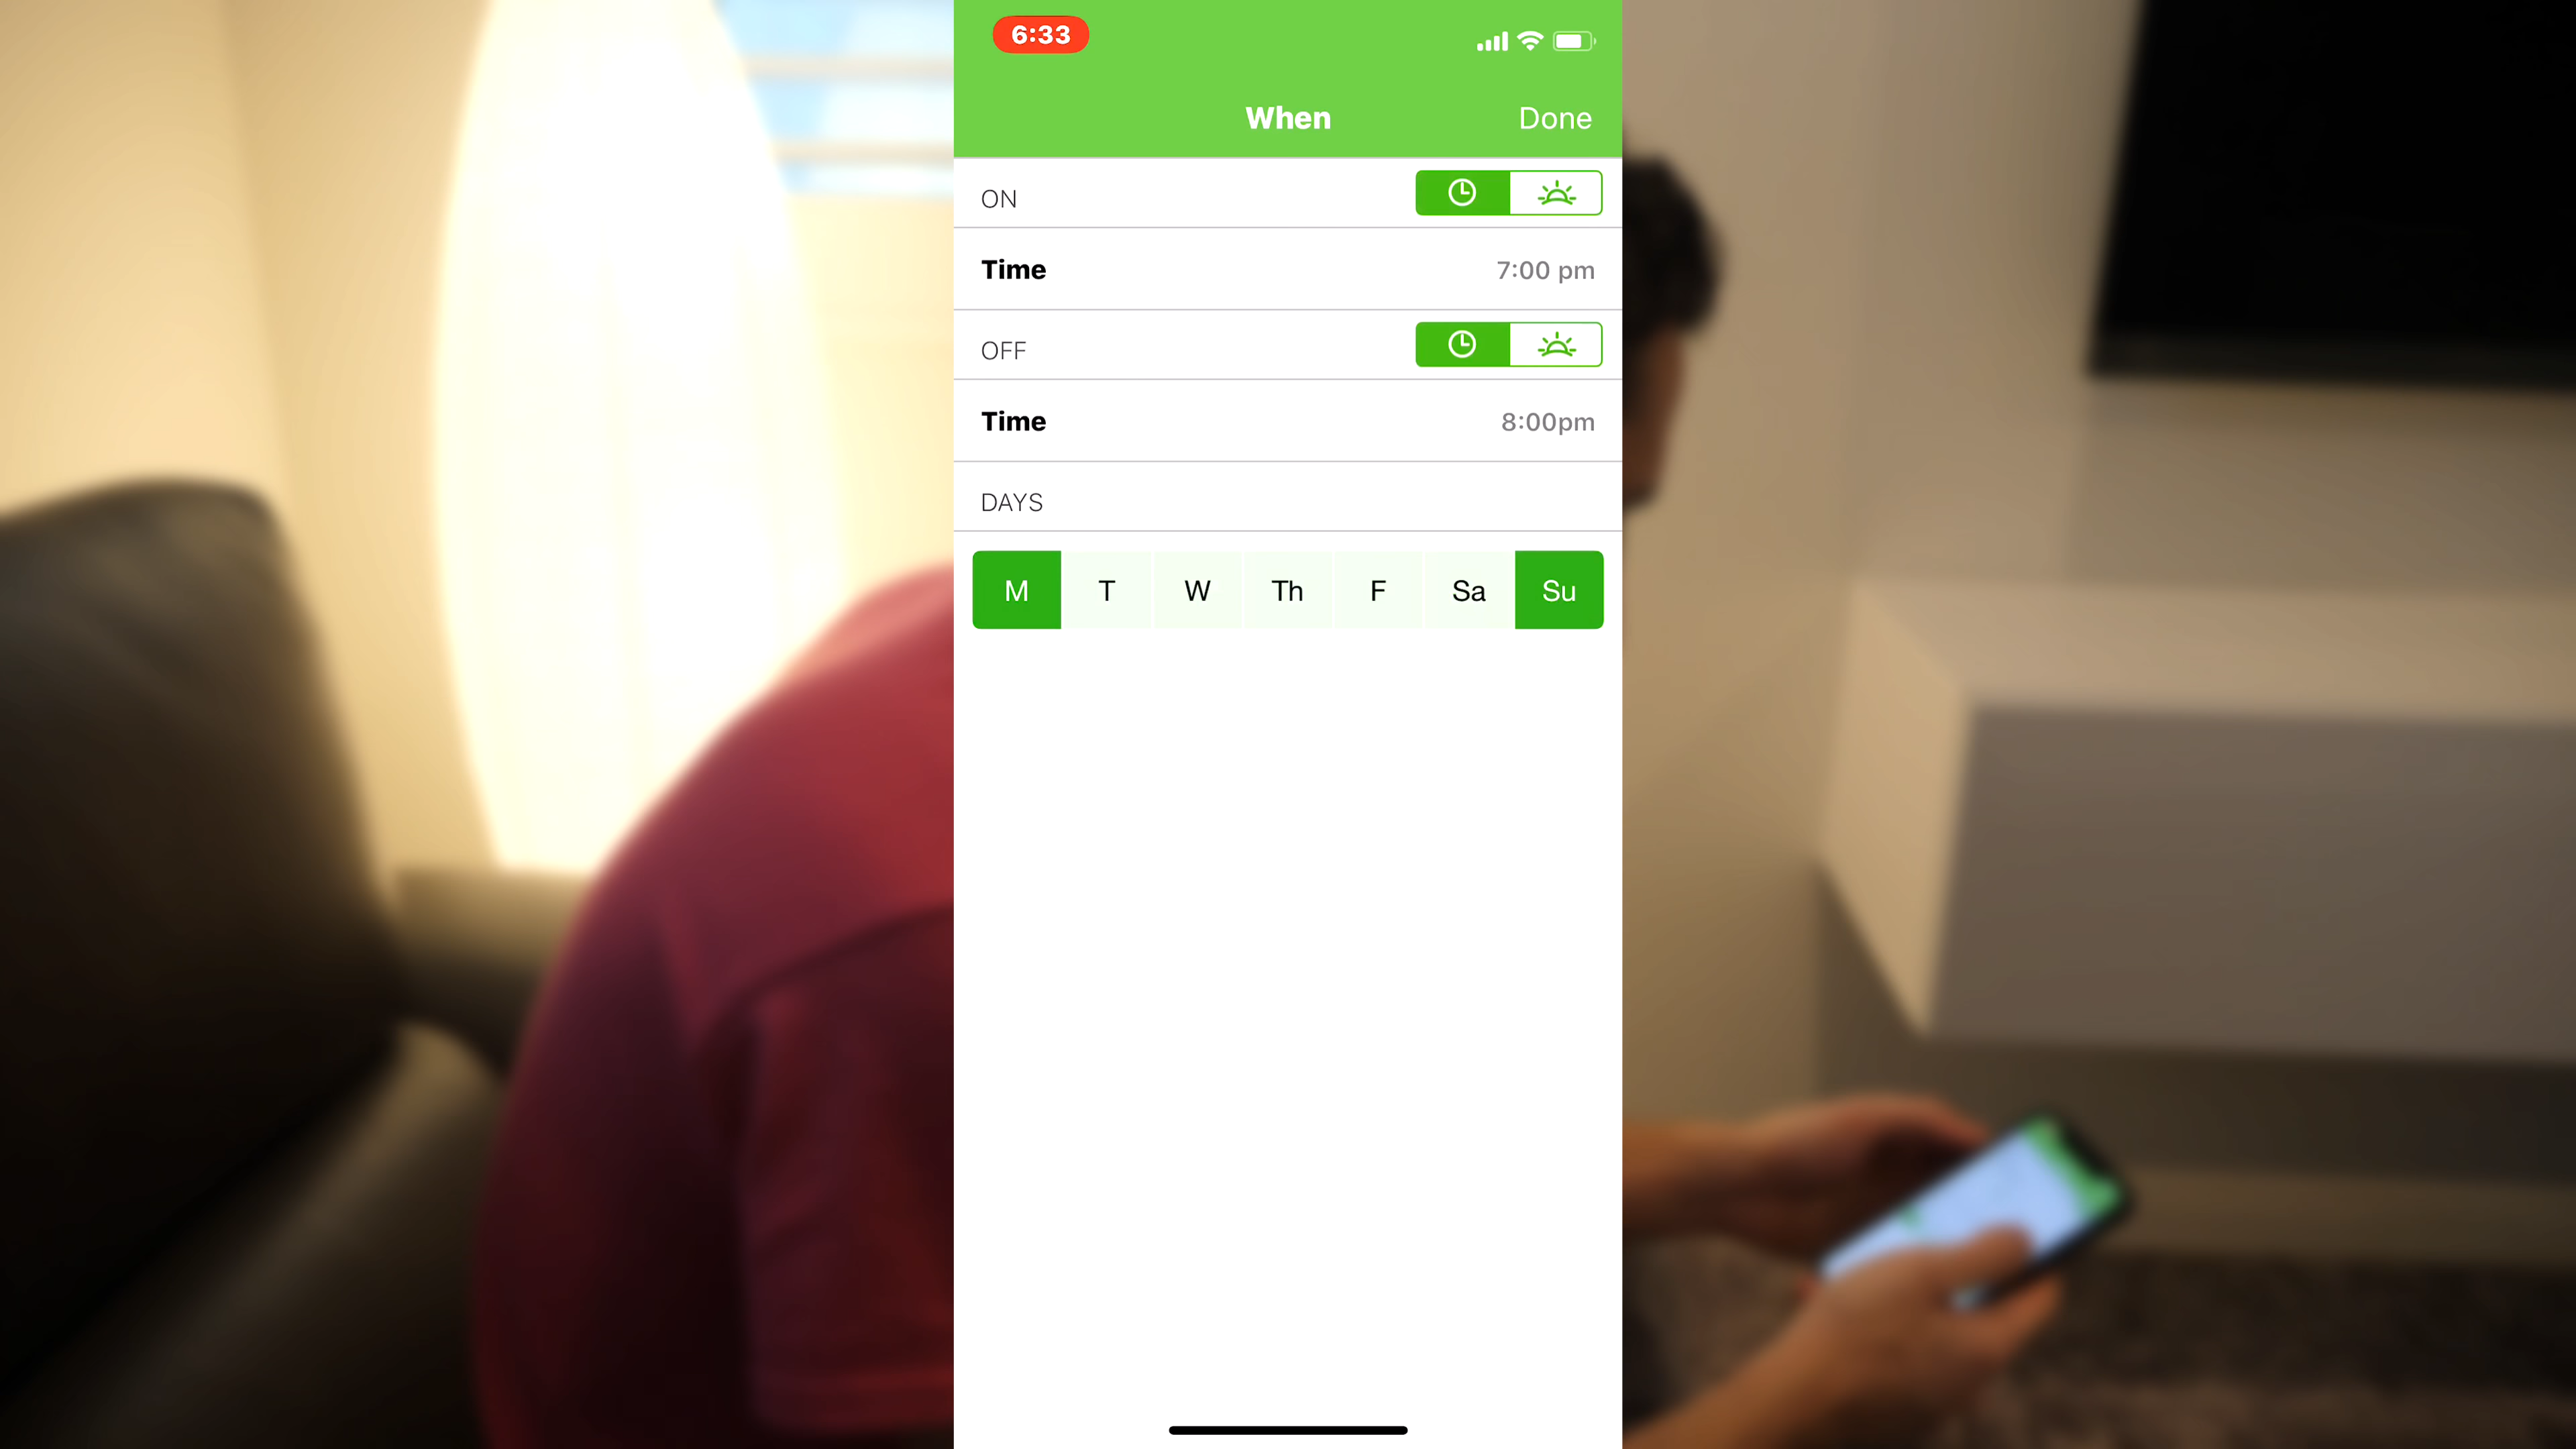 6:33
When Done
ON
Time 7:00 pm
OFF
Time 8:00pm
DAYS
M T W Th F Sa Su